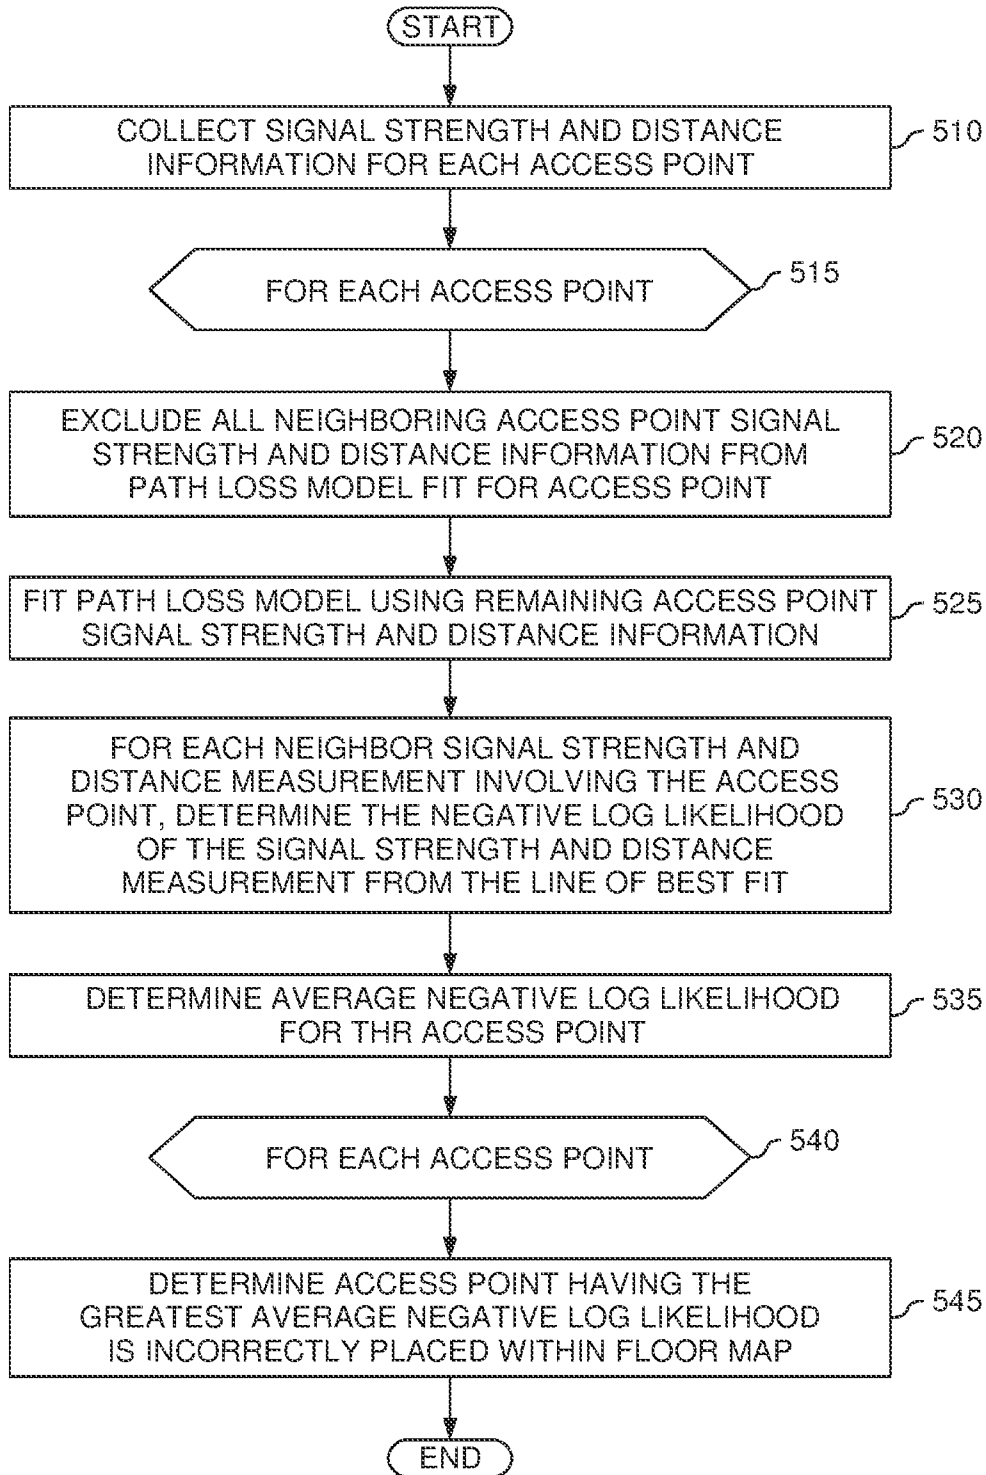 START
COLLECT SIGNAL STRENGTH AND DISTANCE
INFORMATION FOR EACH ACCESS POINT
510
FOR EACH ACCESS POINT
515
EXCLUDE ALL NEIGHBORING ACCESS POINT SIGNAL
STRENGTH AND DISTANCE INFORMATION FROM
PATH LOSS MODEL FIT FOR ACCESS POINT
520
FIT PATH LOSS MODEL USING REMAINING ACCESS POINT
SIGNAL STRENGTH AND DISTANCE INFORMATION
525
FOR EACH NEIGHBOR SIGNAL STRENGTH AND
DISTANCE MEASUREMENT INVOLVING THE ACCESS
POINT, DETERMINE THE NEGATIVE LOG LIKELIHOOD
OF THE SIGNAL STRENGTH AND DISTANCE
MEASUREMENT FROM THE LINE OF BEST FIT
530
DETERMINE AVERAGE NEGATIVE LOG LIKELIHOOD
FOR THR ACCESS POINT
535
FOR EACH ACCESS POINT
540
DETERMINE ACCESS POINT HAVING THE
GREATEST AVERAGE NEGATIVE LOG LIKELIHOOD
IS INCORRECTLY PLACED WITHIN FLOOR MAP
545
END